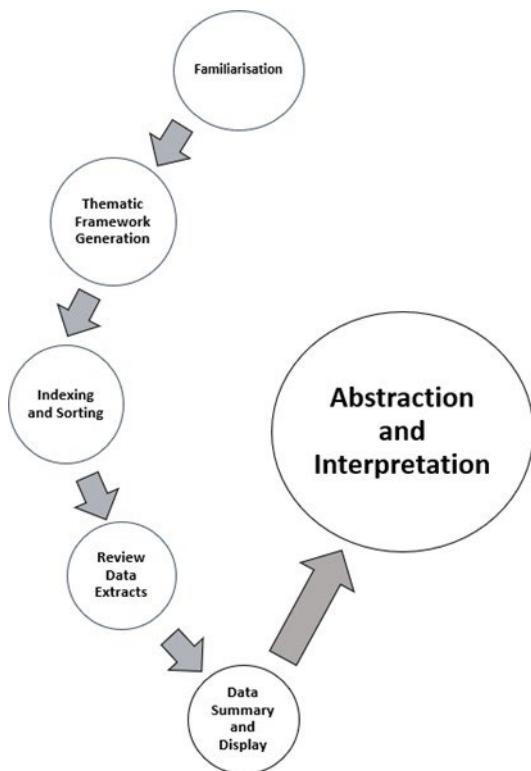 Familiarisation
Thematic
Framework
Generation
Indexing
and Sorting
Review
Data
Extracts
Data
Summary
and
Display
Abstraction
and
Interpretation